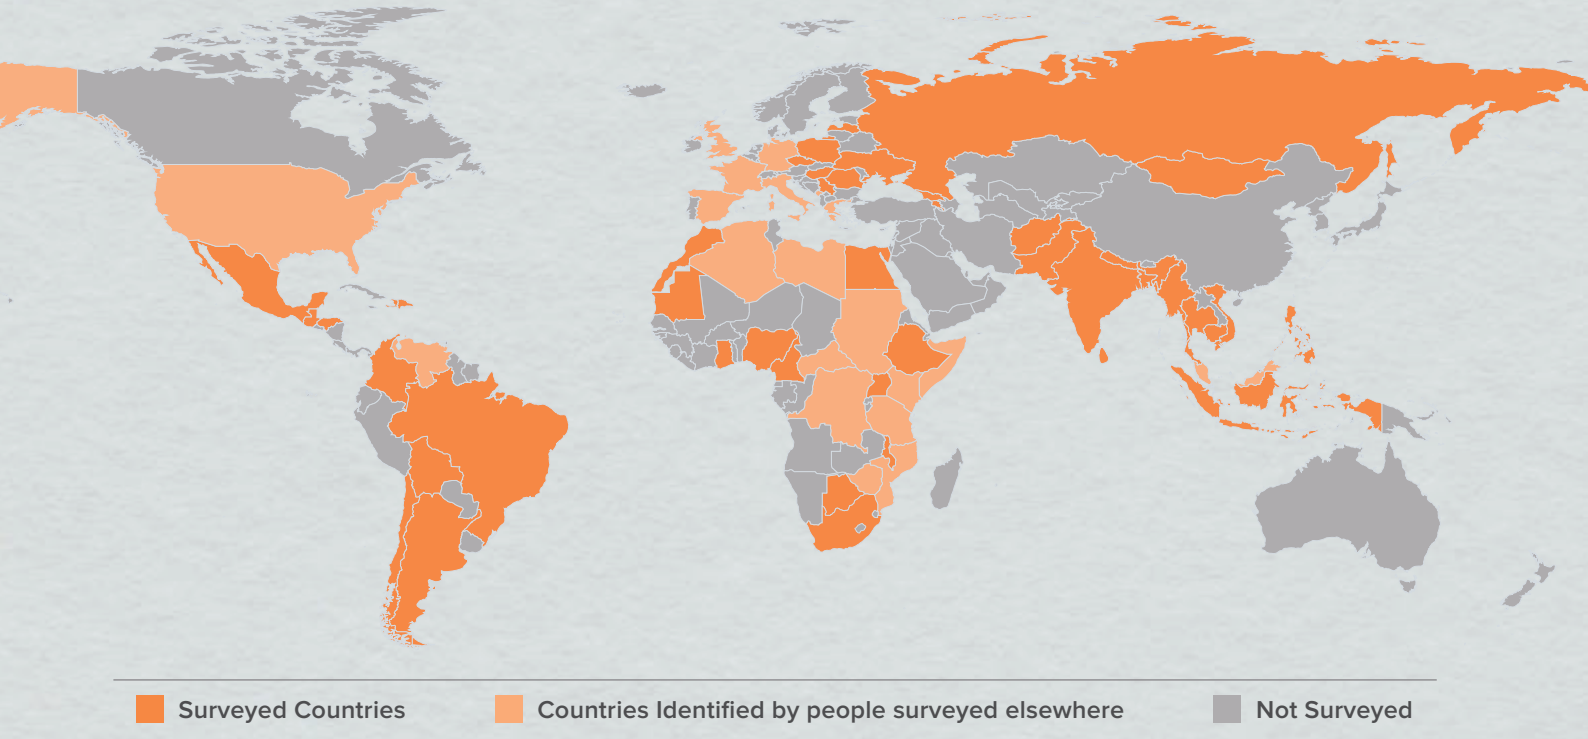 Surveyed Countries
Countries Identified by people surveyed elsewhere
Not Surveyed